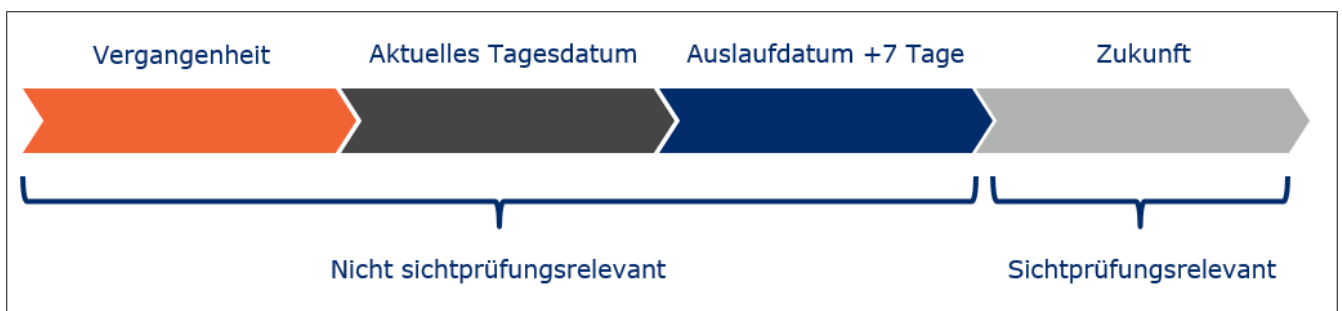 Vergangenheit
Aktuelles Tagesdatum
Auslaufdatum +7 Tage
Zukunft
Nicht sichtprüfungsrelevant
Sichtprüfungsrelevant